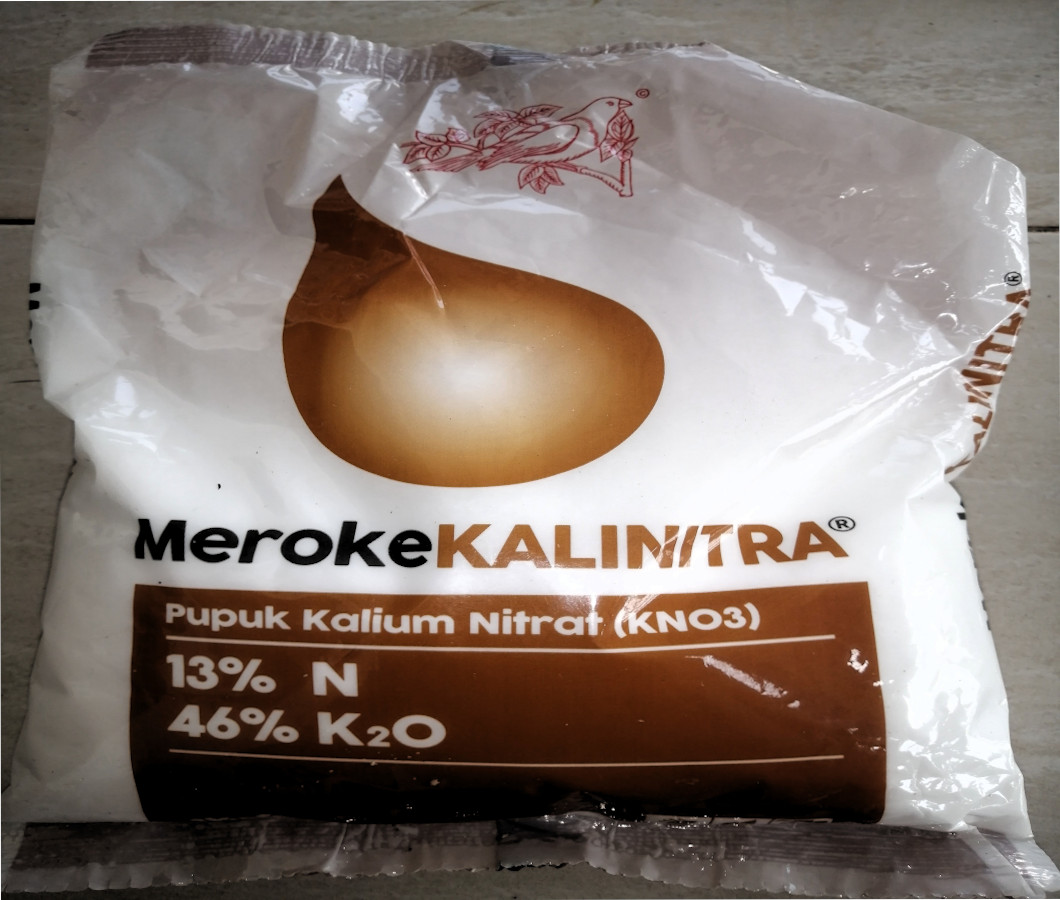 ©
MerokeKALINITRA®
Pupuk Kalium Nitrat (KNO3)
13% N
46% K₂O